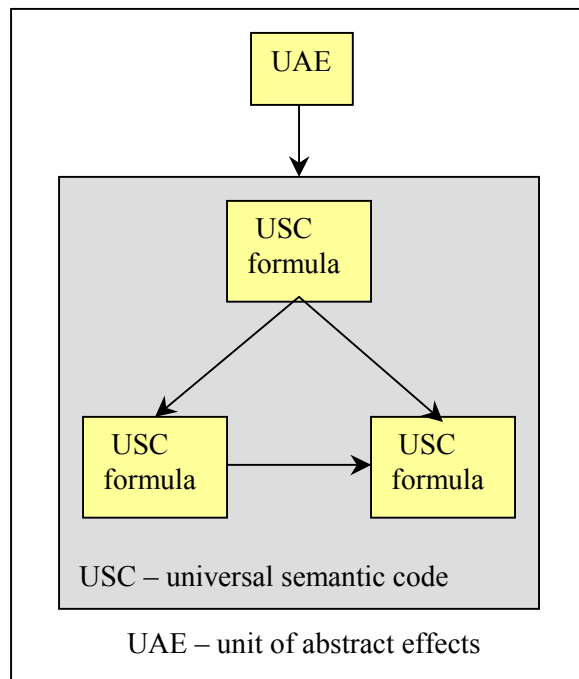 UAE
USC
formula
USC
formula
USC
formula
USC – universal semantic code
UAE – unit of abstract effects